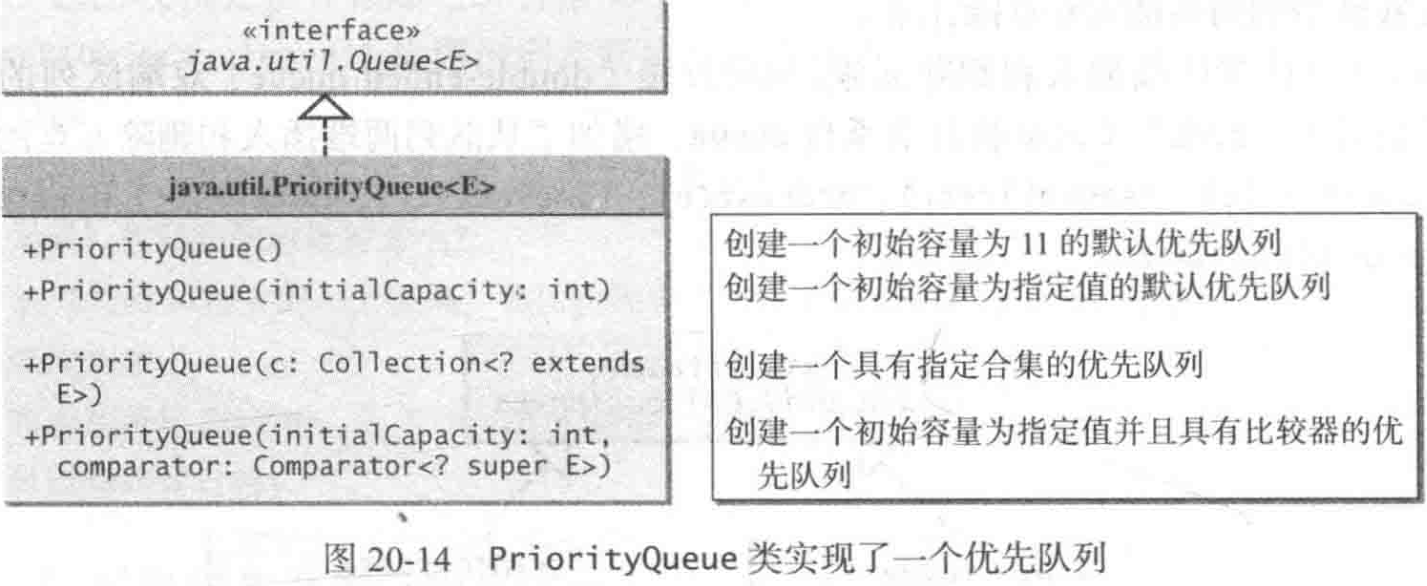 «interface»
java.util.Queue<E>
java.util.PriorityQueue<E>
+PriorityQueue()
+PriorityQueue(initialCapacity: int)
+PriorityQueue(c: Collection<? extends
E>)
+PriorityQueue(initialCapacity: int,
comparator: Comparator<? super E>)
创建一个初始容量为 11 的默认优先队列
创建一个初始容量为指定值的默认优先队列
创建一个具有指定合集的优先队列
创建一个初始容量为指定值并且具有比较器的优
先队列
图 20-14 PriorityQueue 类实现了一个优先队列